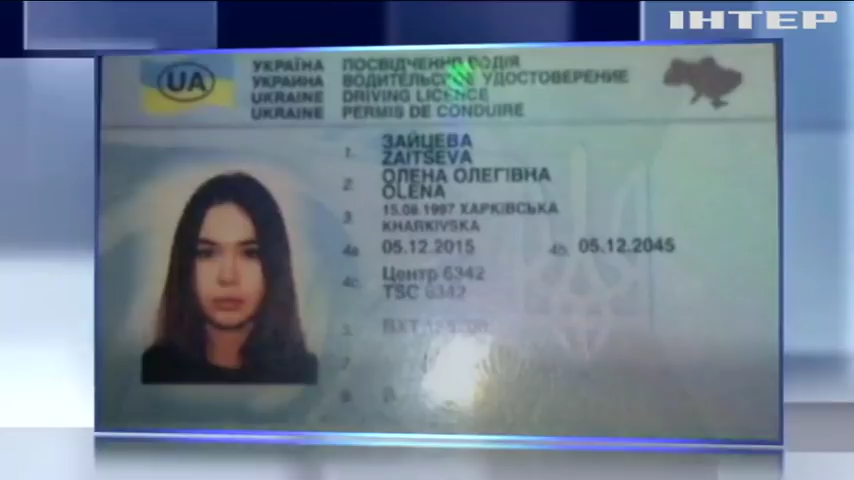 ІНТЕР
UA
УКРАЇНА ПОСВІДЧЕННЯ ВОДІЯ
УКРАИНА ВОДИТЕЛЬСКОЕ УДОСТОВЕРЕНИЕ
UKRAINE DRIVING LICENCE
UKRAINE PERMIS DE CONDUIRE
1. ЗАЙЦЕВА
ZAITSEVA
2. ОЛЕНА ОЛЕГІВНА
OLENA
3. 15.08.1997 ХАРКІВСЬКА
KHARKIVSKA
4a. 05.12.2015 4b. 05.12.2045
4c. Центр 6342
TSC 6342
5. ВХТ
7
9